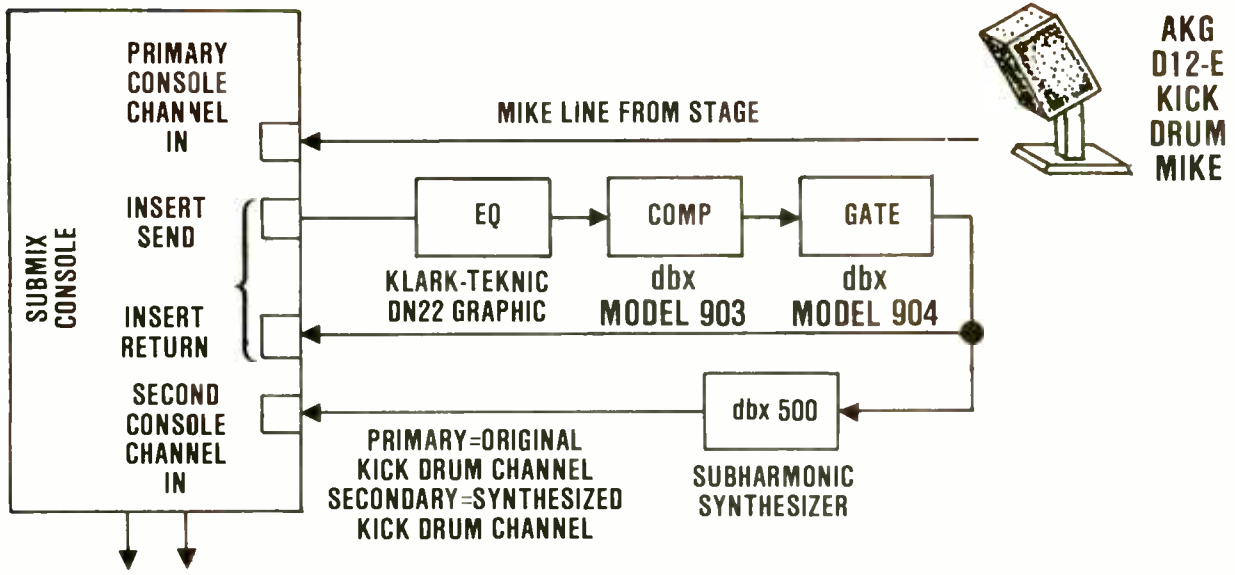 PRIMARY
CONSOLE
CHANNEL
IN
MIKE LINE FROM STAGE
AKG
D12-E
KICK
DRUM
MIKE
INSERT
SEND
EQ
COMP
GATE
KLARK-TEKNIC
DN22 GRAPHIC
dbx
MODEL 903
dbx
MODEL 904
SUBMIX
CONSOLE
INSERT
RETURN
SECOND
CONSOLE
CHANNEL
IN
dbx 500
PRIMARY=ORIGINAL
KICK DRUM CHANNEL
SECONDARY=SYNTHESIZED
KICK DRUM CHANNEL
SUBHARMONIC
SYNTHESIZER